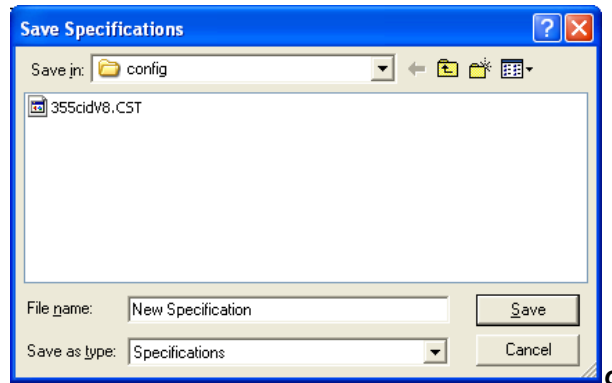 Save Specifications
Save in: config
355cidV8.CST
File name: New Specification Save
Save as type: Specifications Cancel